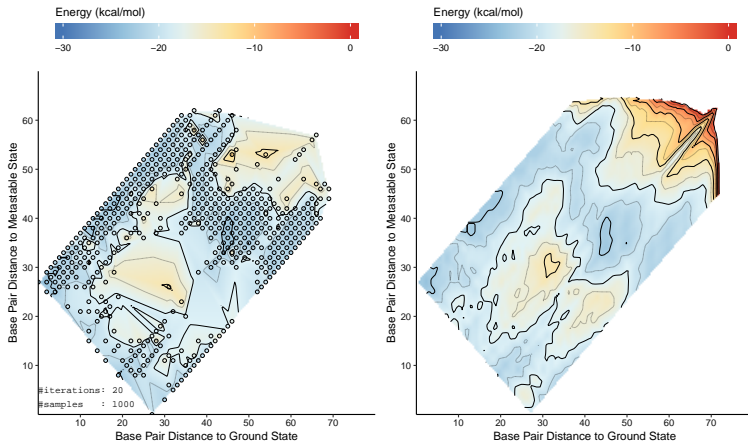 Energy (kcal/mol)
−30 −20 −10 0
Base Pair Distance to Metastable State
60
50
40
30
20
10
#iterations: 20
#samples : 1000
10 20 30 40 50 60 70
Base Pair Distance to Ground State
Energy (kcal/mol)
−30 −20 −10 0
Base Pair Distance to Metastable State
60
50
40
30
20
10
10 20 30 40 50 60 70
Base Pair Distance to Ground State